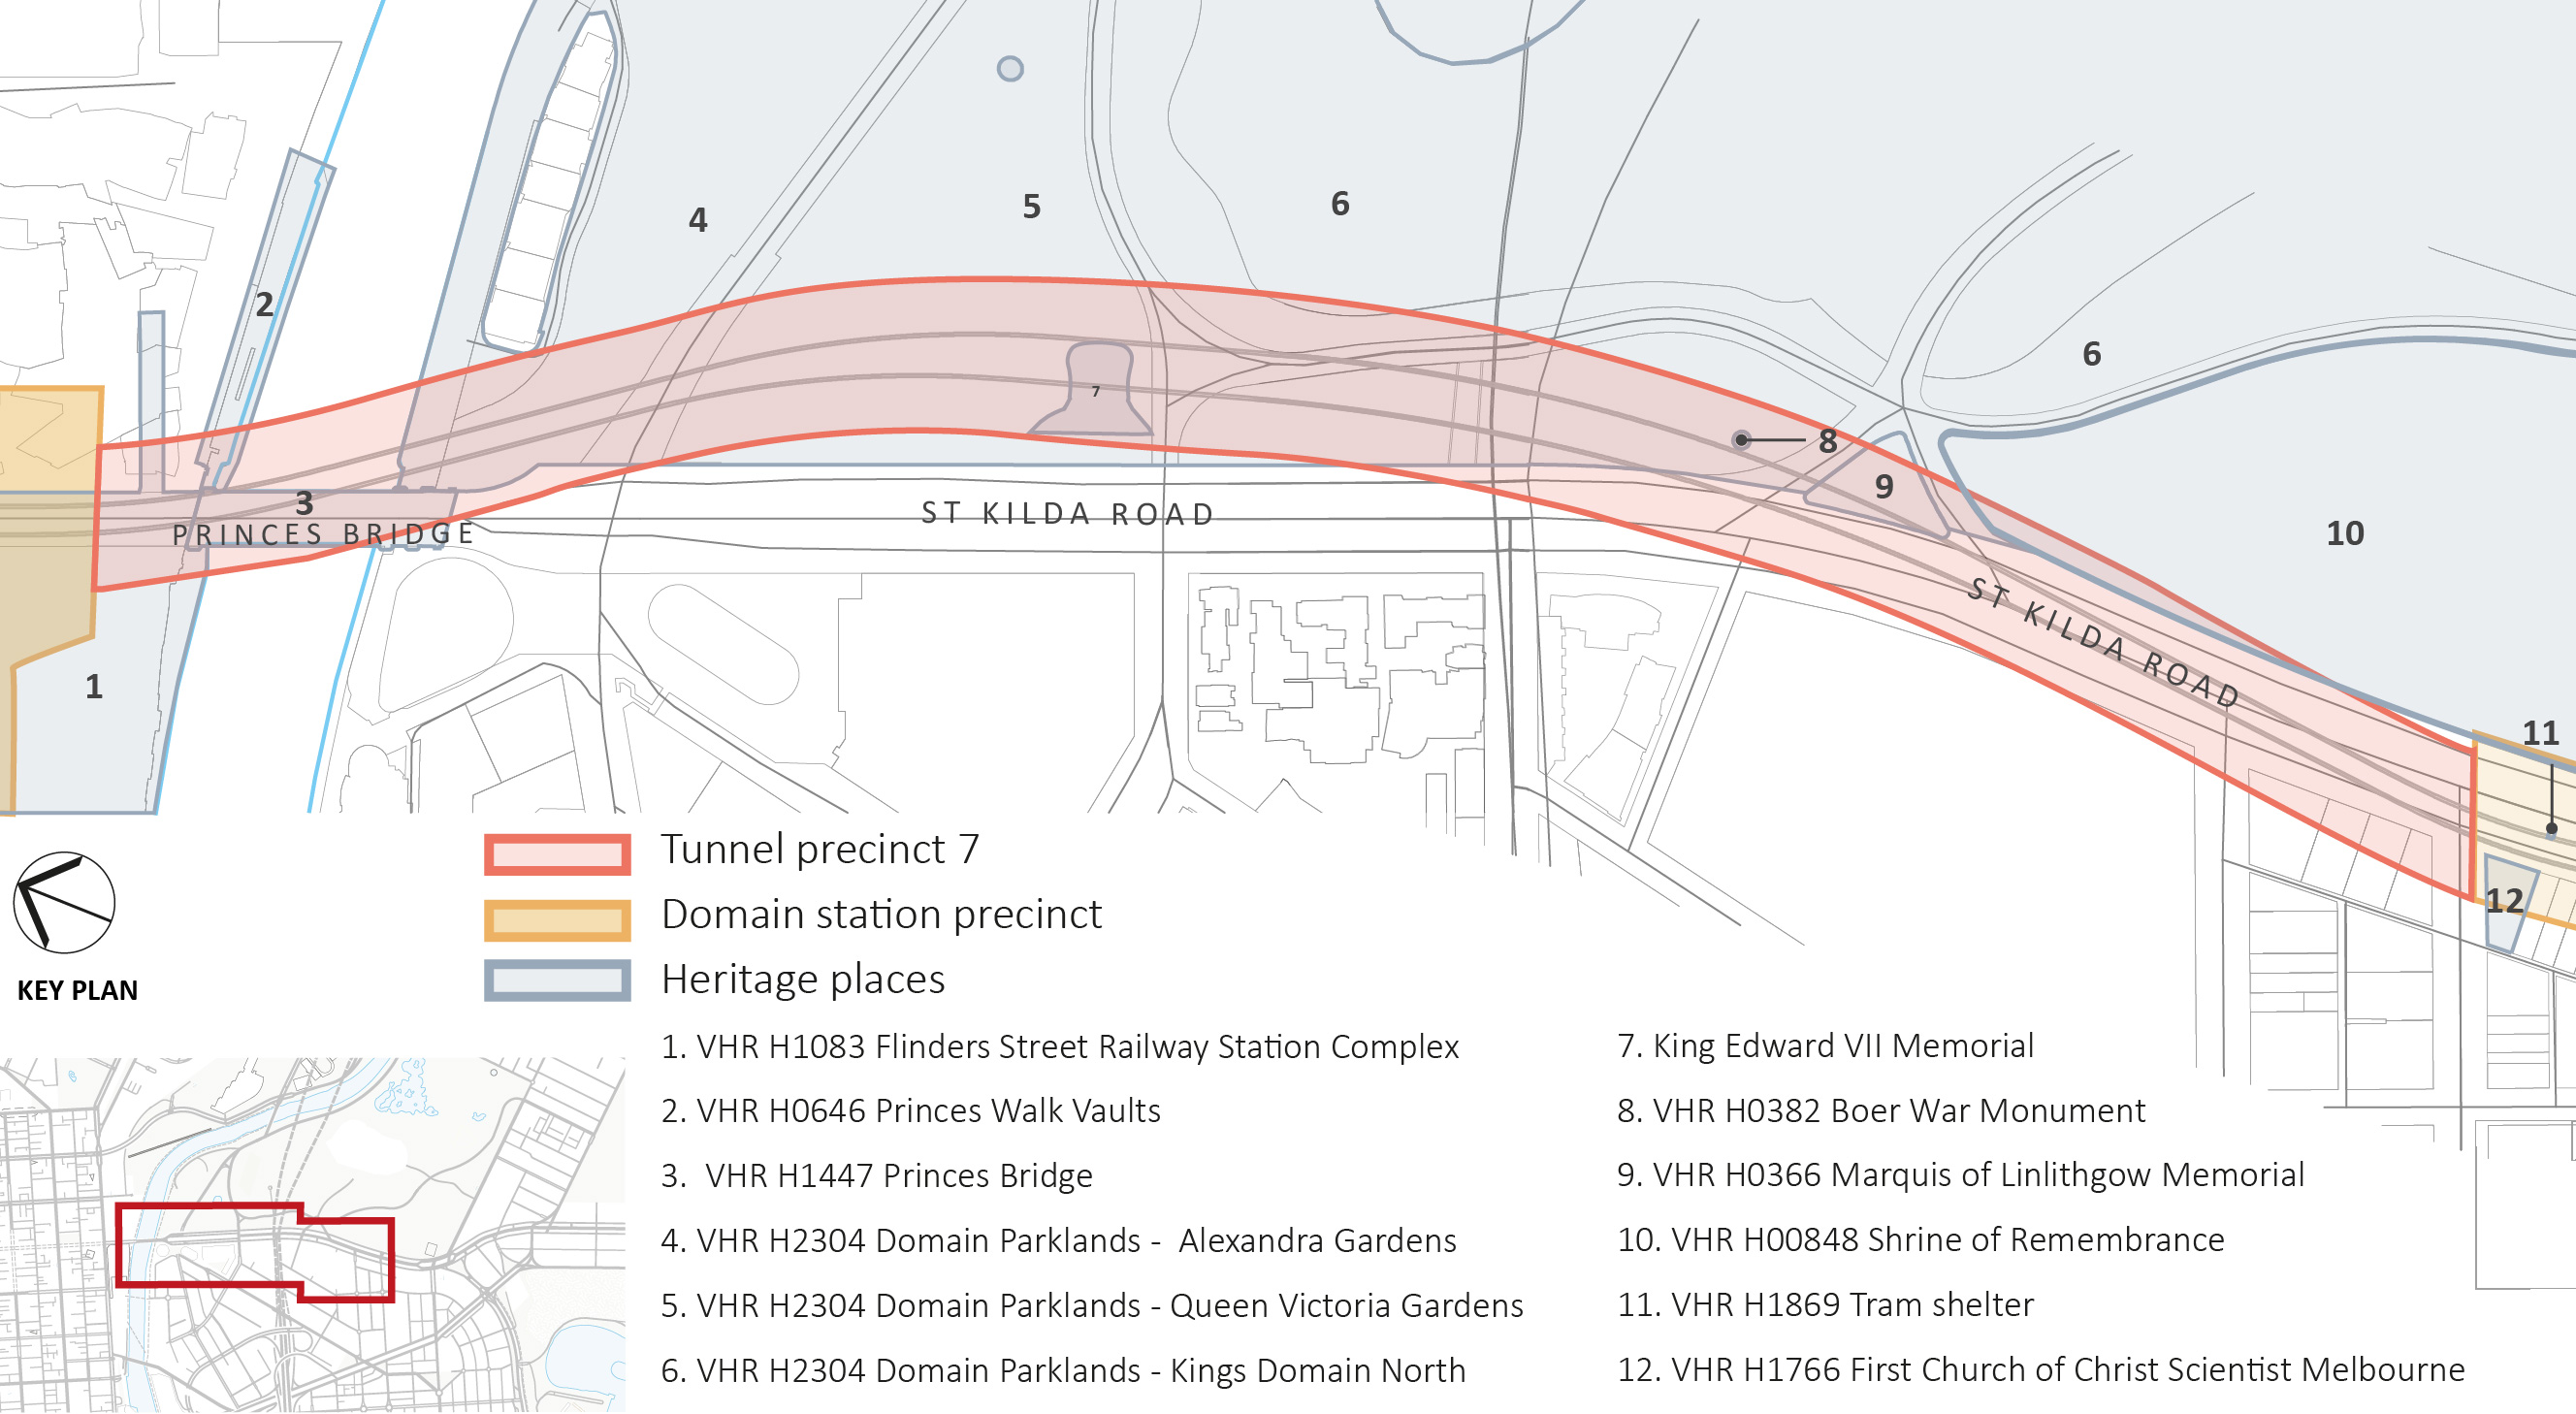 4
5
6
2
7
6
8
9
3
PRINCES BRIDGE
ST KILDA ROAD
10
ST KILDA ROAD
1
11
12
KEY PLAN
Tunnel precinct 7
Domain station precinct
Heritage places
1. VHR H1083 Flinders Street Railway Station Complex
2. VHR H0646 Princes Walk Vaults
3. VHR H1447 Princes Bridge
4. VHR H2304 Domain Parklands - Alexandra Gardens
5. VHR H2304 Domain Parklands - Queen Victoria Gardens
6. VHR H2304 Domain Parklands - Kings Domain North
7. King Edward VII Memorial
8. VHR H0382 Boer War Monument
9. VHR H0366 Marquis of Linlithgow Memorial
10. VHR H00848 Shrine of Remembrance
11. VHR H1869 Tram shelter
12. VHR H1766 First Church of Christ Scientist Melbourne